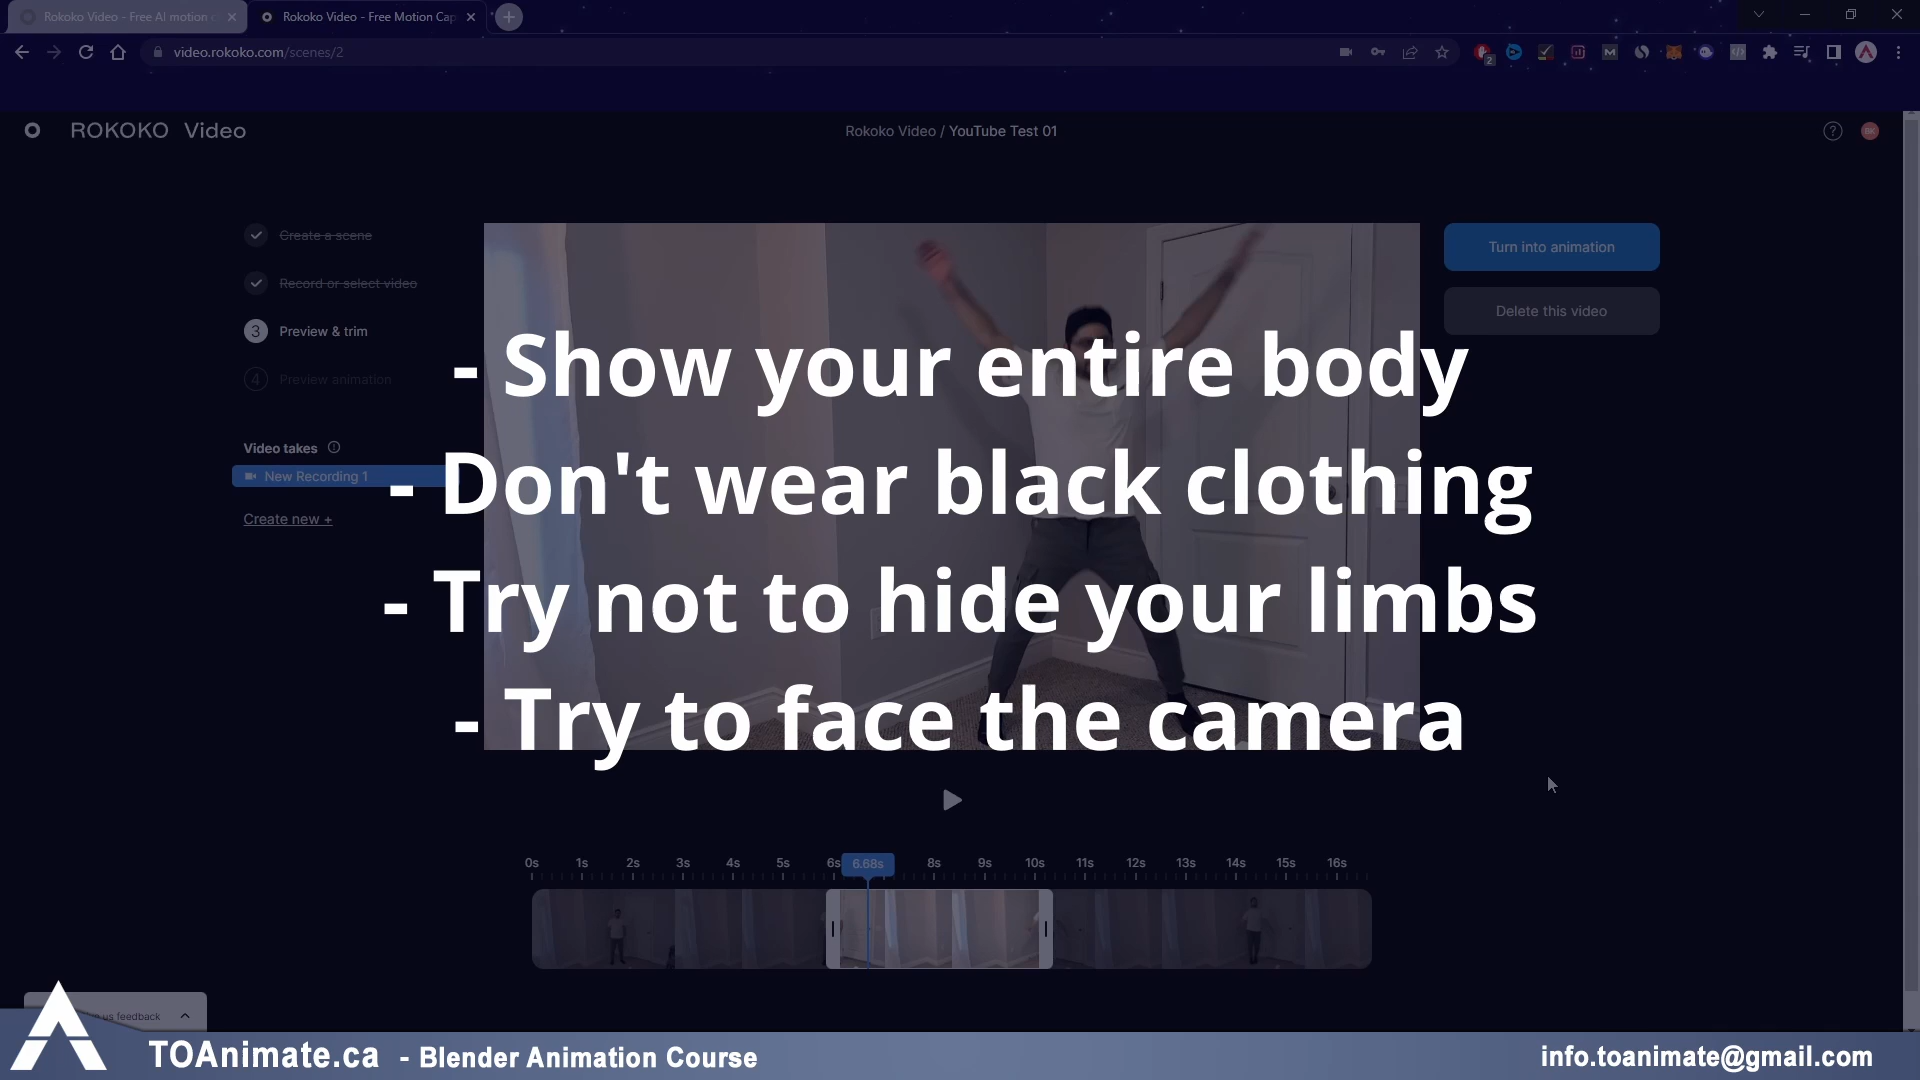 Rokoko Video - Free AI motion c
Rokoko Video - Free Motion Cap
video.rokoko.com/scenes/2
2
ROKOKO Video
Rokoko Video / YouTube Test 01
?
BK
Create a scene
Record or select video
3 Preview & trim
4 Preview animation
Video takes
New Recording 1
Create new +
Turn into animation
Delete this video
- Show your entire body
- Don't wear black clothing
- Try not to hide your limbs
- Try to face the camera
0s 1s 2s 3s 4s 5s 6s 6.68s 8s 9s 10s 11s 12s 13s 14s 15s 16s
us feedback
TOAnimate.ca - Blender Animation Course
info.toanimate@gmail.com